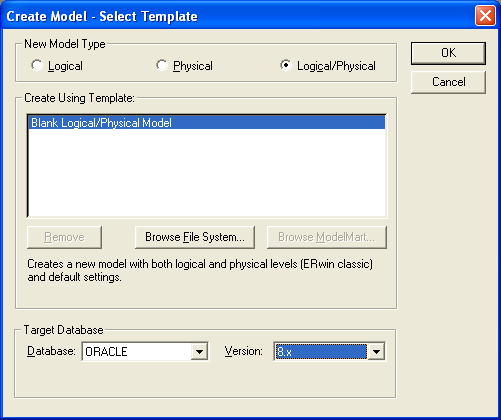 Create Model - Select Template
New Model Type
Logical
Physical
Logical/Physical
OK
Cancel
Create Using Template:
Blank Logical/Physical Model
Remove
Browse File System...
Browse ModelMart...
Creates a new model with both logical and physical levels (ERwin classic)
and default settings.
Target Database
Database: ORACLE
Version: 8.x